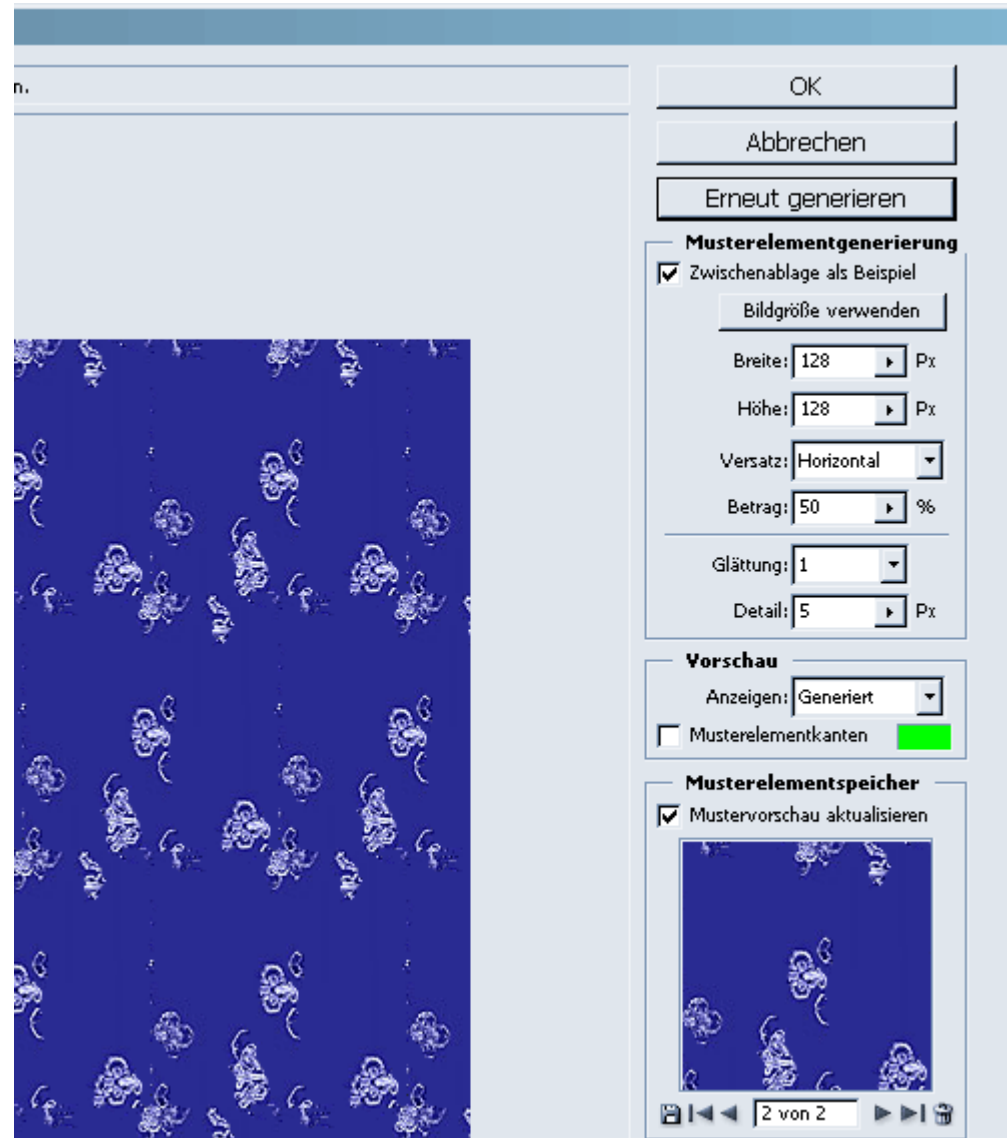 n.
OK
Abbrechen
Erneut generieren
Musterelementgenerierung
Zwischenablage als Beispiel
Bildgröße verwenden
Breite: 128 Px
Höhe: 128 Px
Versatz: Horizontal
Betrag: 50 %
Glättung: 1
Detail: 5 Px
Vorschau
Anzeigen: Generiert
Musterelementkanten
Musterelementspeicher
Mustervorschau aktualisieren
2 von 2